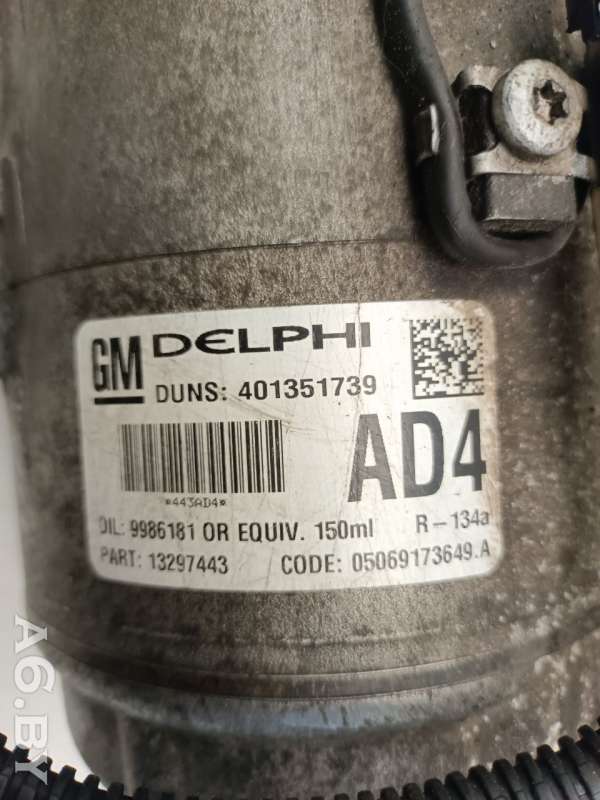 GM DELPHI
DUNS: 401351739
AD4
*443AD4*
OIL: 9986181 OR EQUIV. 150ml R-134a
PART: 13297443 CODE: 05069173649.A
A6.BY